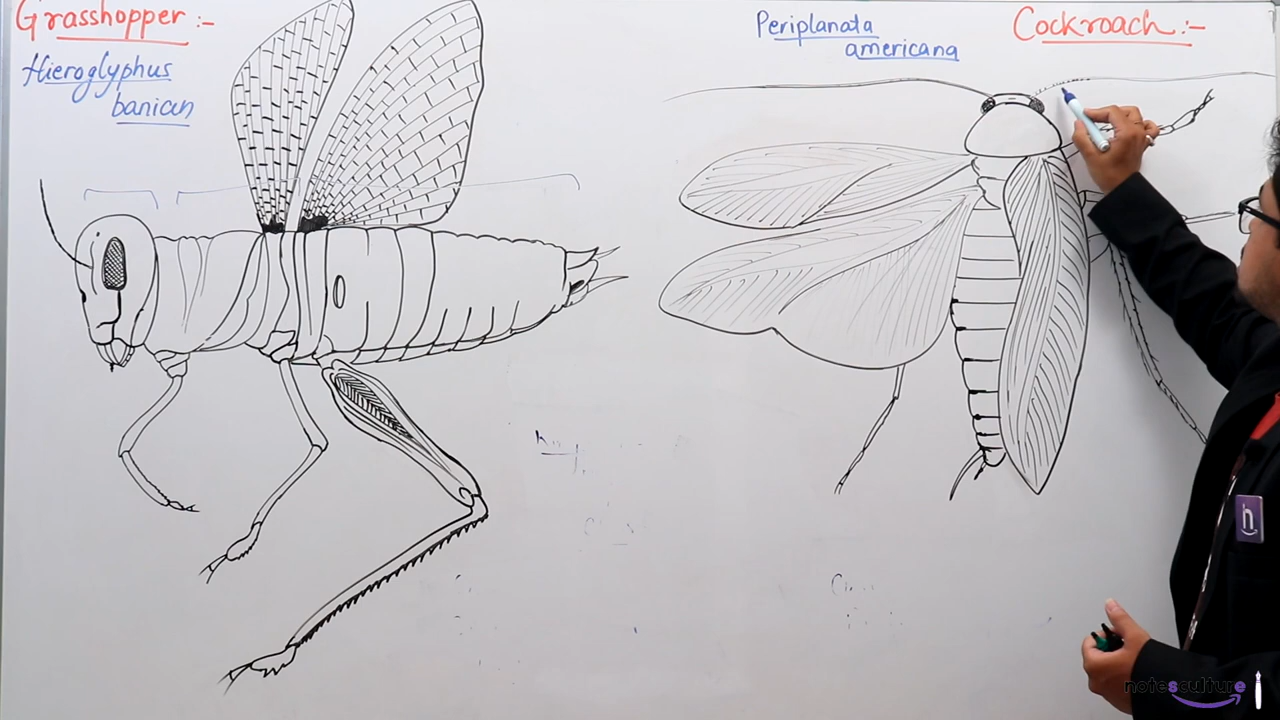 Grasshopper :-
Hieroglyphus
banian
Periplanata
americana
Cockroach :-
h
notesculture